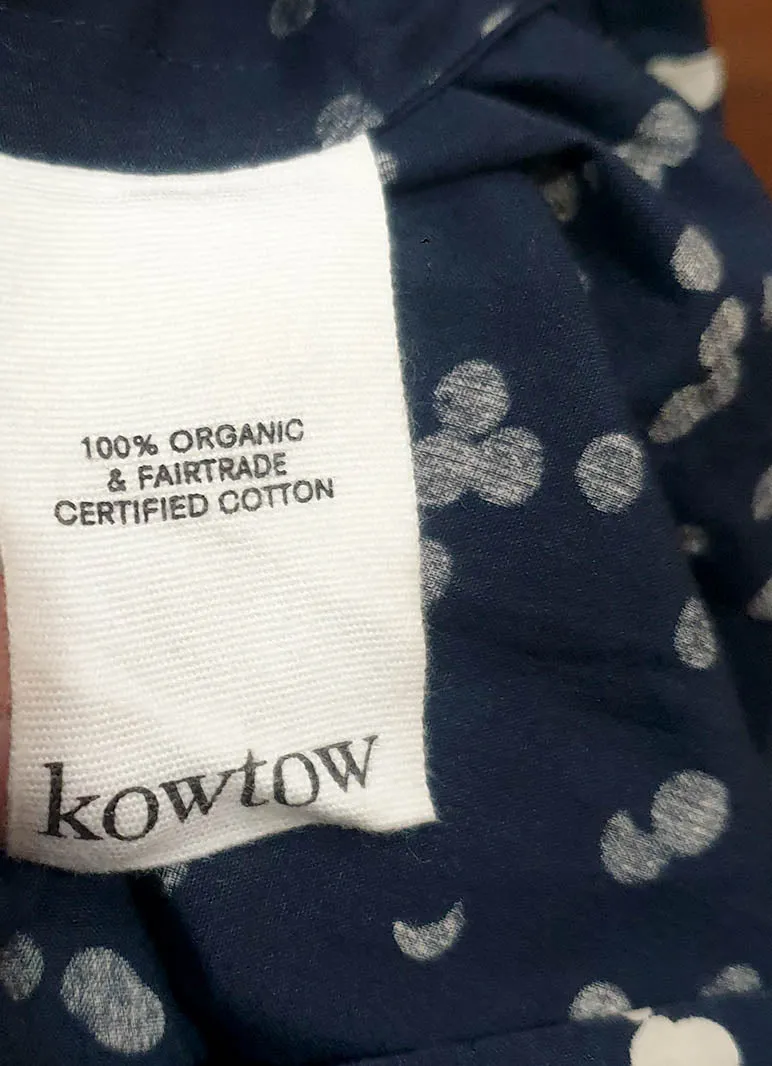 100% ORGANIC
& FAIRTRADE
CERTIFIED COTTON
kowtow